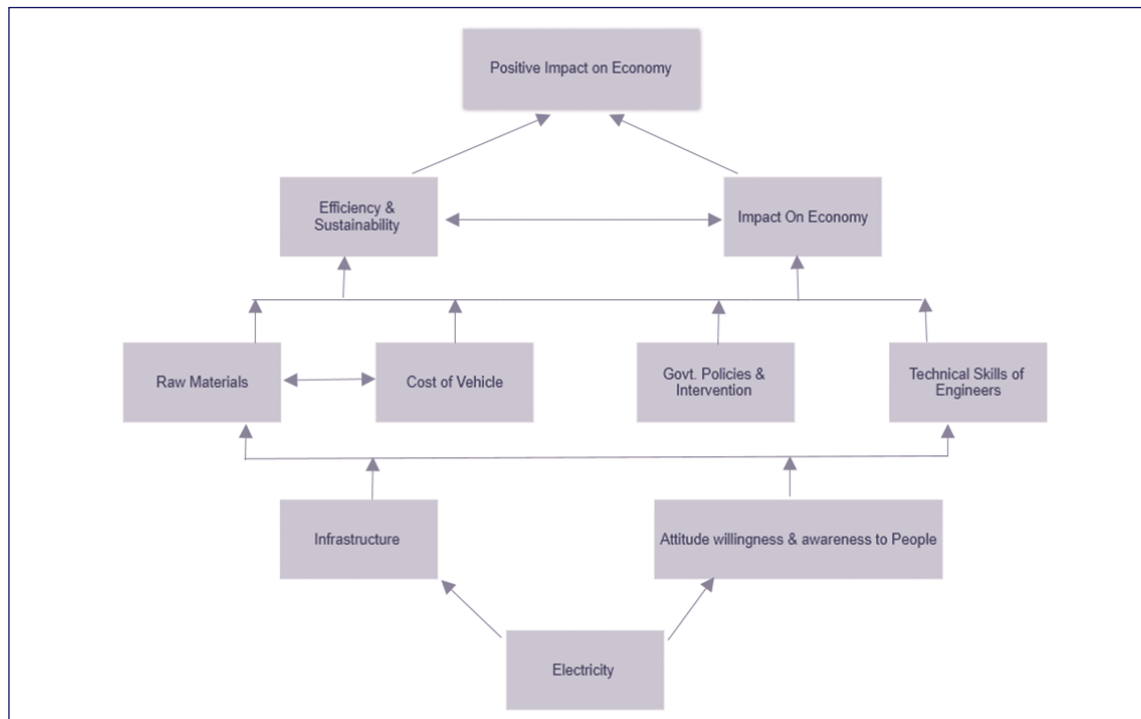 Positive Impact on Economy
Efficiency &
Sustainability
Impact On Economy
Raw Materials
Cost of Vehicle
Govt. Policies &
Intervention
Technical Skills of
Engineers
Infrastructure
Attitude willingness & awareness to People
Electricity